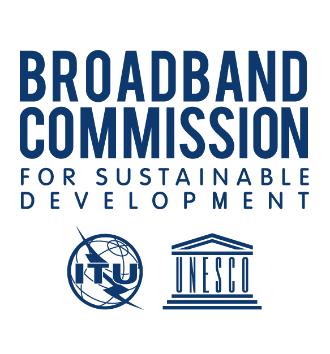 BROADBAND
COMMISSION
FOR SUSTAINABLE
DEVELOPMENT
ITU UNESCO